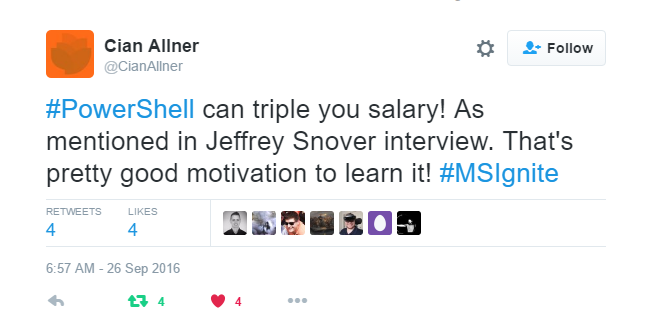 Cian Allner
@CianAllner
Follow
#PowerShell can triple you salary! As
mentioned in Jeffrey Snover interview. That's
pretty good motivation to learn it! #MSIgnite
RETWEETS LIKES
4 4
6:57 AM - 26 Sep 2016
4 4